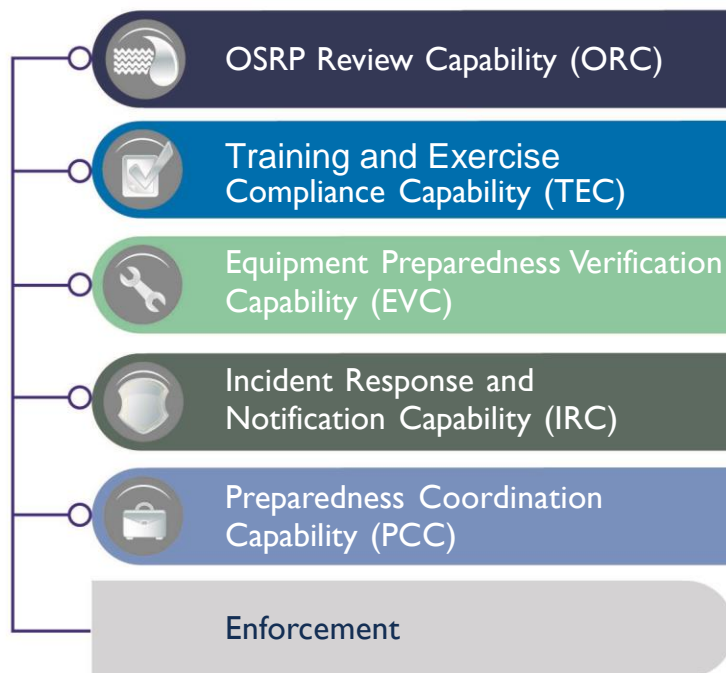 OSRP Review Capability (ORC)
Training and Exercise
Compliance Capability (TEC)
Equipment Preparedness Verification
Capability (EVC)
Incident Response and
Notification Capability (IRC)
Preparedness Coordination
Capability (PCC)
Enforcement